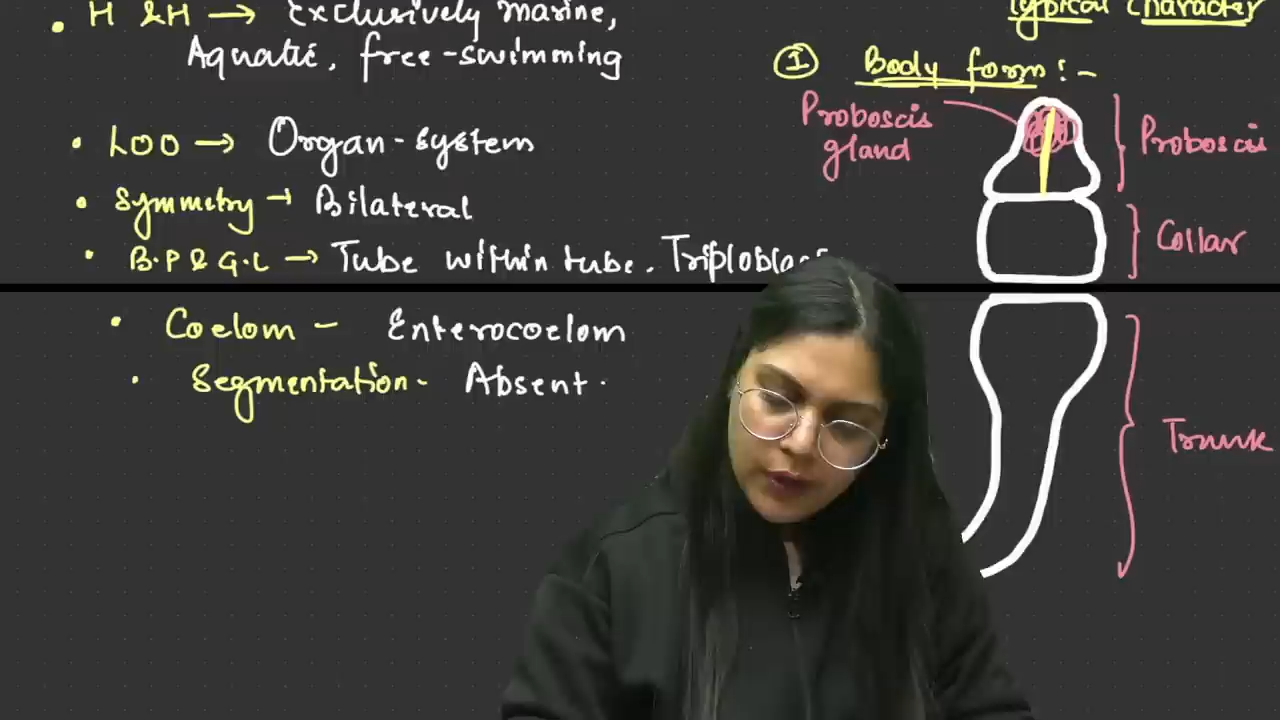 • H & H → Exclusively marine,
Aquatic, free-swimming
• LOO → Organ-system
• Symmetry → Bilateral
• B.P & G.L → Tube within tube. Triploblas
• Coelom - Enterocoelom
• Segmentation - Absent.
Typical character
① Body form :-
Proboscis
gland
Proboscis
Collar
Trunk